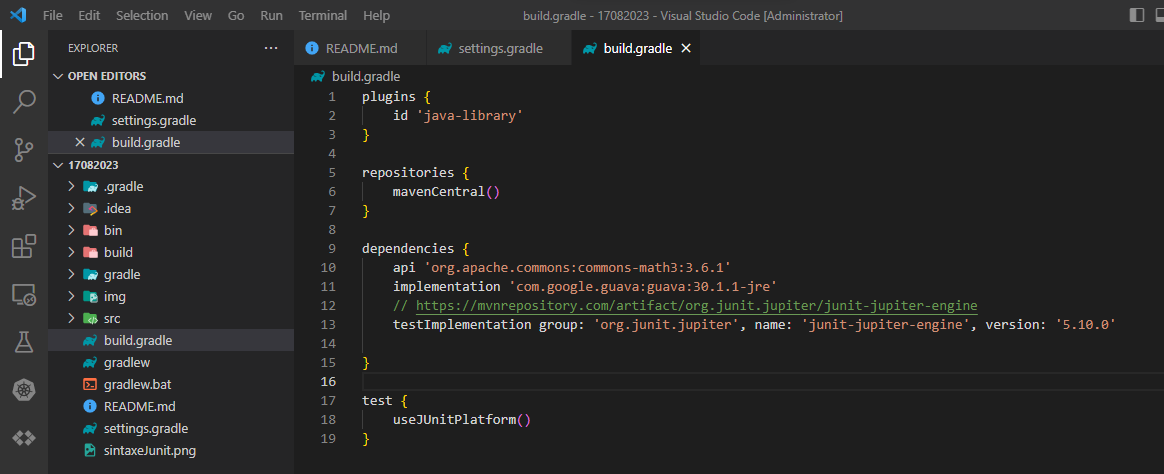 File Edit Selection View Go Run Terminal Help build.gradle - 17082023 - Visual Studio Code [Administrator]
EXPLORER ···
OPEN EDITORS
README.md
settings.gradle
build.gradle
17082023
.gradle
.idea
bin
build
gradle
img
src
build.gradle
gradlew
gradlew.bat
README.md
settings.gradle
sintaxeJunit.png
README.md settings.gradle build.gradle
build.gradle
1 plugins {
2     id 'java-library'
3 }
4
5 repositories {
6     mavenCentral()
7 }
8
9 dependencies {
10     api 'org.apache.commons:commons-math3:3.6.1'
11     implementation 'com.google.guava:guava:30.1.1-jre'
12     // https://mvnrepository.com/artifact/org.junit.jupiter/junit-jupiter-engine
13     testImplementation group: 'org.junit.jupiter', name: 'junit-jupiter-engine', version: '5.10.0'
14
15 }
16
17 test {
18     useJUnitPlatform()
19 }